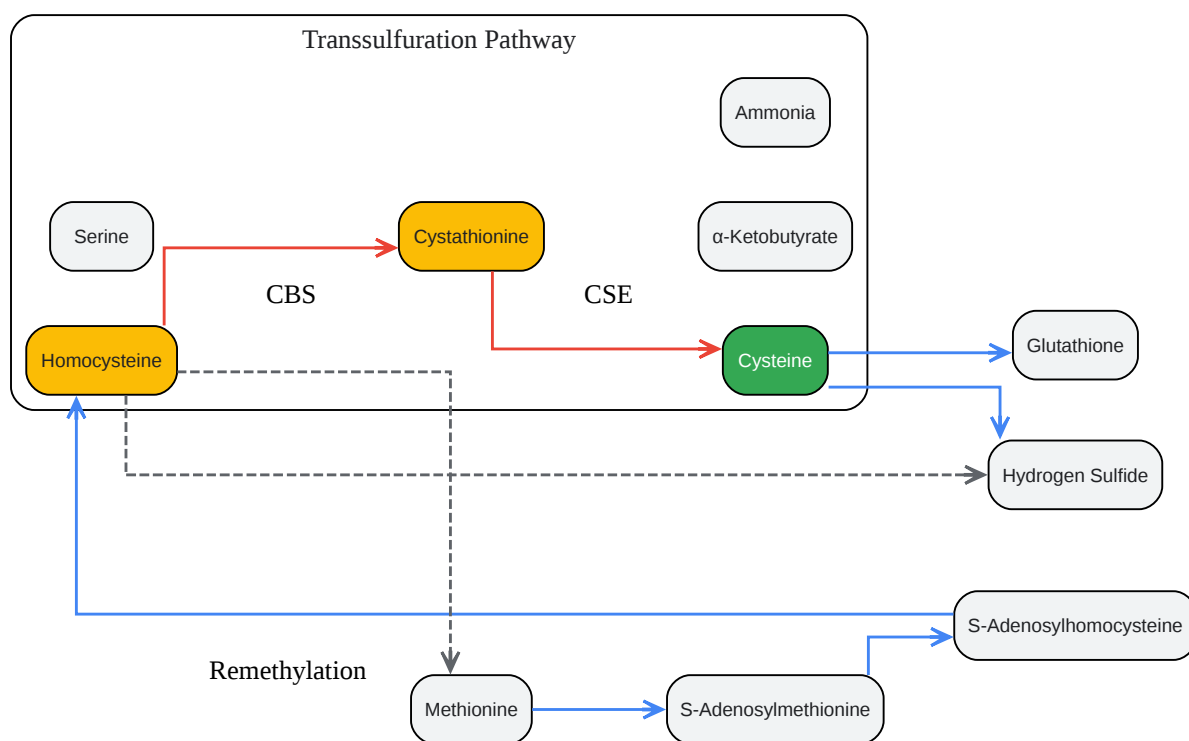 Transsulfuration Pathway
Ammonia
Serine
Cystathionine
α-Ketobutyrate
CBS
CSE
Homocysteine
Cysteine
Glutathione
Hydrogen Sulfide
S-Adenosylhomocysteine
Remethylation
Methionine
S-Adenosylmethionine